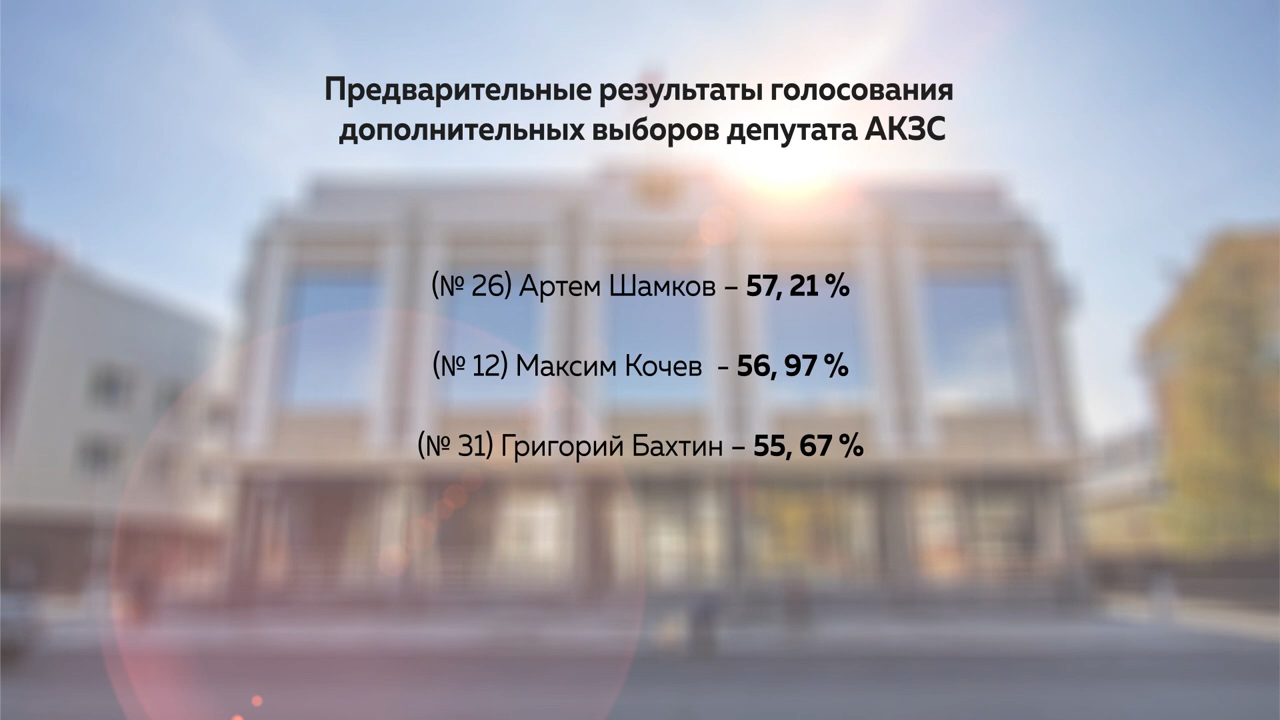 Предварительные результаты голосования
дополнительных выборов депутата АКЗС
(№ 26) Артем Шамков – 57, 21 %
(№ 12) Максим Кочев - 56, 97 %
(№ 31) Григорий Бахтин – 55, 67 %